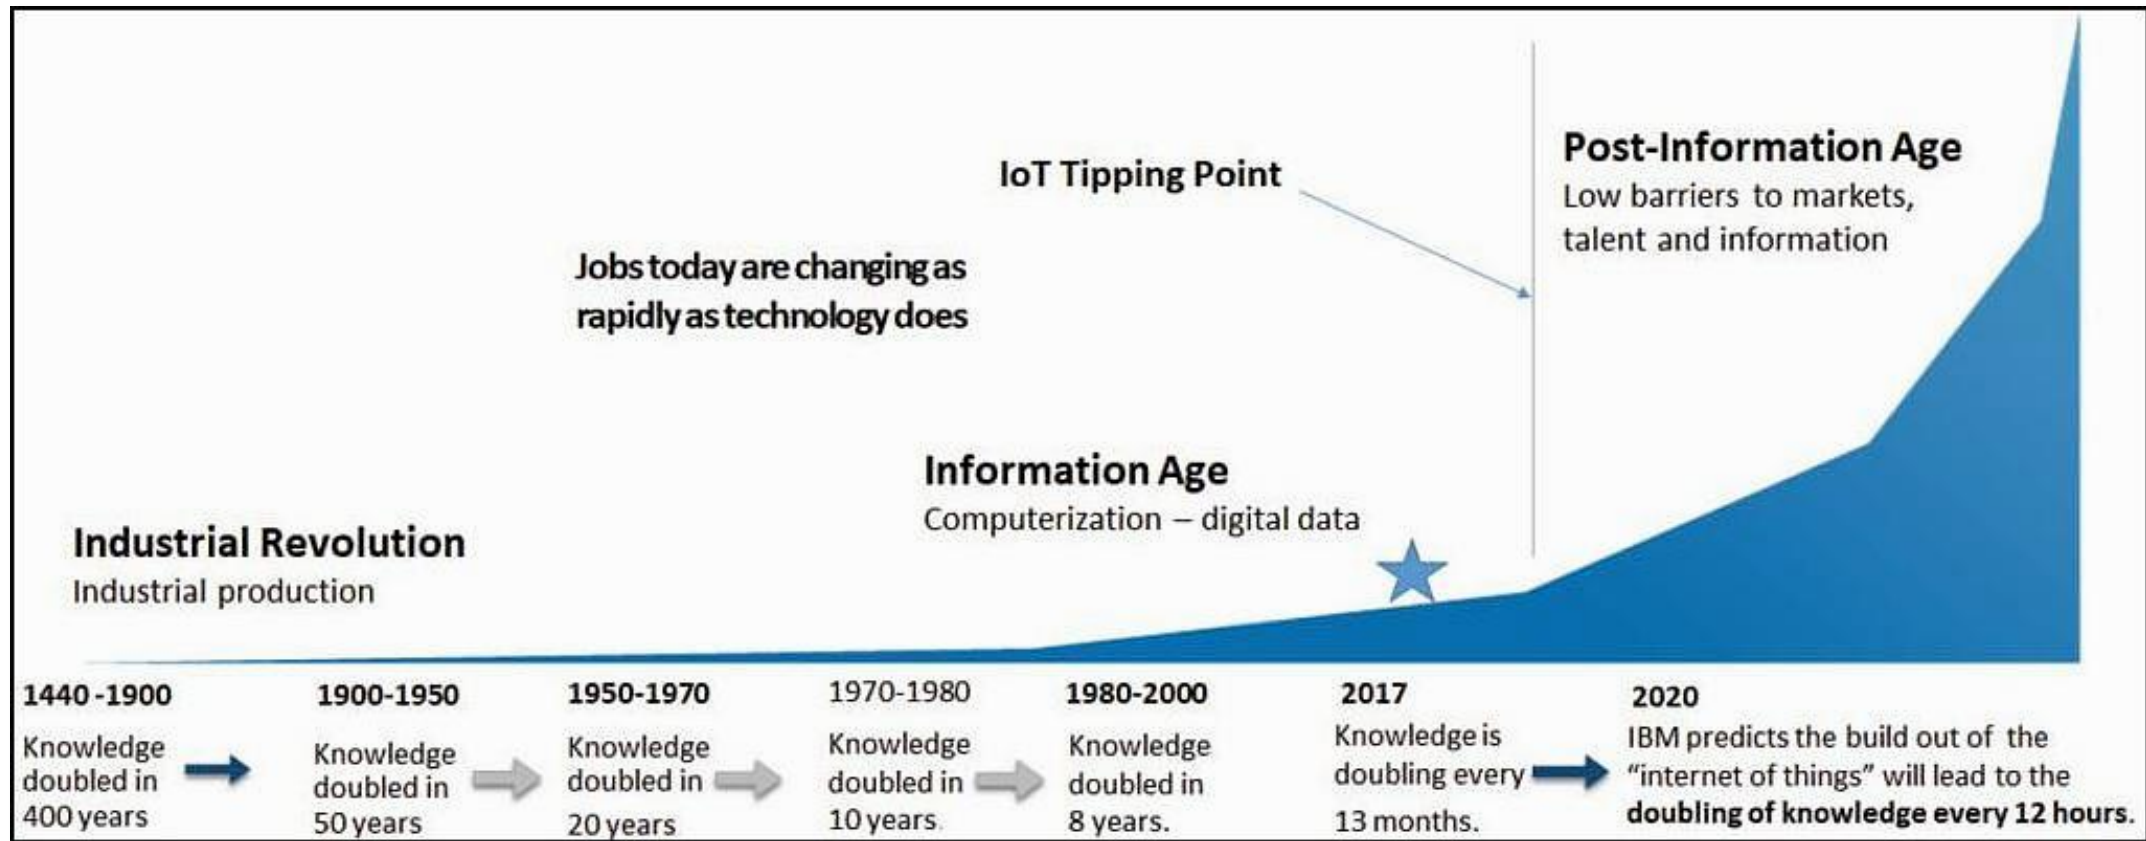 Post-Information Age
Low barriers to markets,
talent and information
IoT Tipping Point
Jobs today are changing as
rapidly as technology does
Information Age
Computerization – digital data
Industrial Revolution
Industrial production
1440 -1900
Knowledge
doubled in
400 years
1900-1950
Knowledge
doubled in
50 years
1950-1970
Knowledge
doubled in
20 years
1970-1980
Knowledge
doubled in
10 years.
1980-2000
Knowledge
doubled in
8 years.
2017
Knowledge is
doubling every
13 months.
2020
IBM predicts the build out of the
“internet of things” will lead to the
doubling of knowledge every 12 hours.